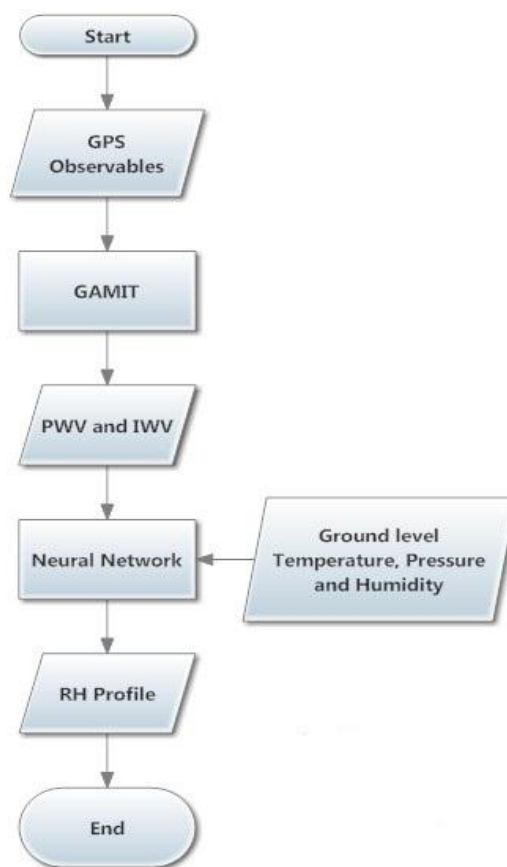 Start
GPS
Observables
GAMIT
PWV and IWV
Neural Network
Ground level
Temperature, Pressure
and Humidity
RH Profile
End